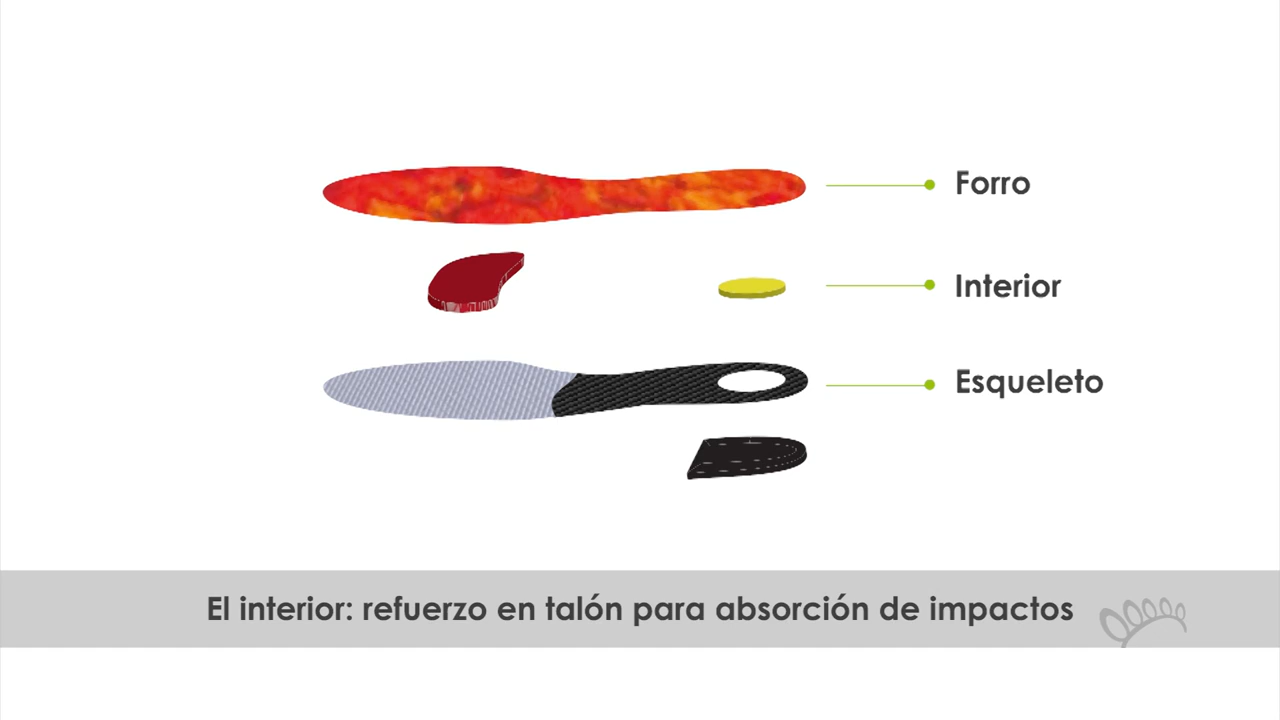 Forro
Interior
Esqueleto
El interior: refuerzo en talón para absorción de impactos